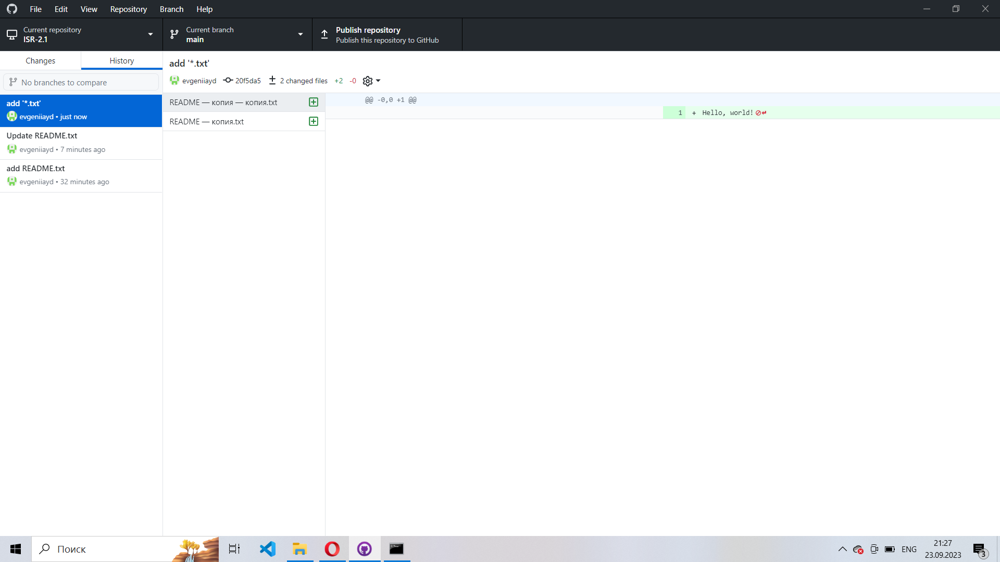 File Edit View Repository Branch Help
Current repository
ISR-2.1
Current branch
main
Publish repository
Publish this repository to GitHub
Changes
History
No branches to compare
add '*.txt'
evgeniiayd • just now
Update README.txt
evgeniiayd • 7 minutes ago
add README.txt
evgeniiayd • 32 minutes ago
add '*.txt'
evgeniiayd 20f5da5 2 changed files +2 -0
README — копия — копия.txt
README — копия.txt
@@ -0,0 +1 @@
1 + Hello, world!
Поиск
ENG
21:27
23.09.2023
3